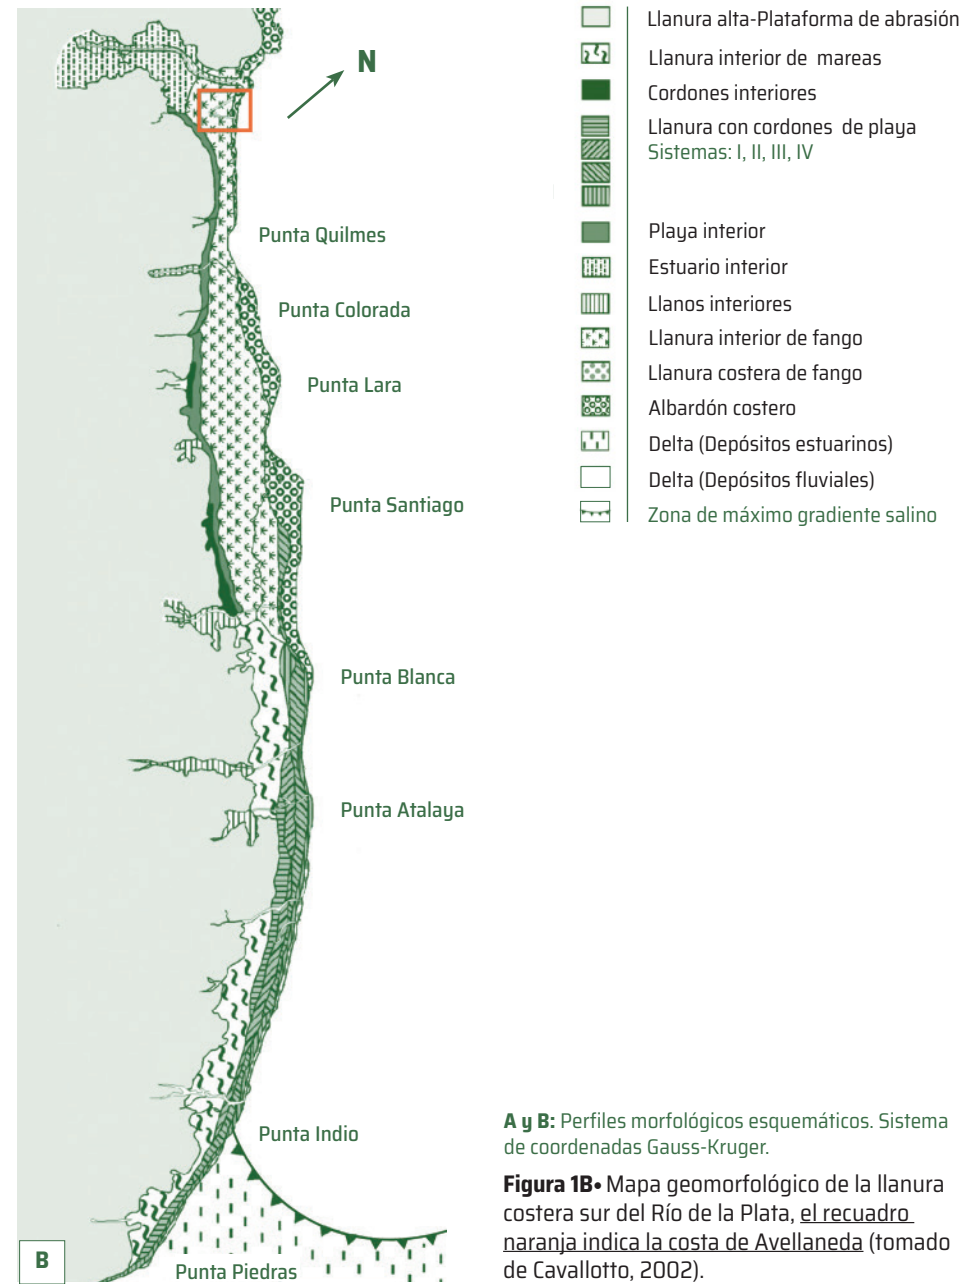 N
Punta Quilmes
Punta Colorada
Punta Lara
Punta Santiago
Punta Blanca
Punta Atalaya
Punta Indio
Punta Piedras
B
Llanura alta-Plataforma de abrasión
Llanura interior de mareas
Cordones interiores
Llanura con cordones de playa
Sistemas: I, II, III, IV
Playa interior
Estuario interior
Llanos interiores
Llanura interior de fango
Llanura costera de fango
Albardón costero
Delta (Depósitos estuarinos)
Delta (Depósitos fluviales)
Zona de máximo gradiente salino
A y B: Perfiles morfológicos esquemáticos. Sistema
de coordenadas Gauss-Kruger.
Figura 1B• Mapa geomorfológico de la llanura
costera sur del Río de la Plata, el recuadro
naranja indica la costa de Avellaneda (tomado
de Cavallotto, 2002).